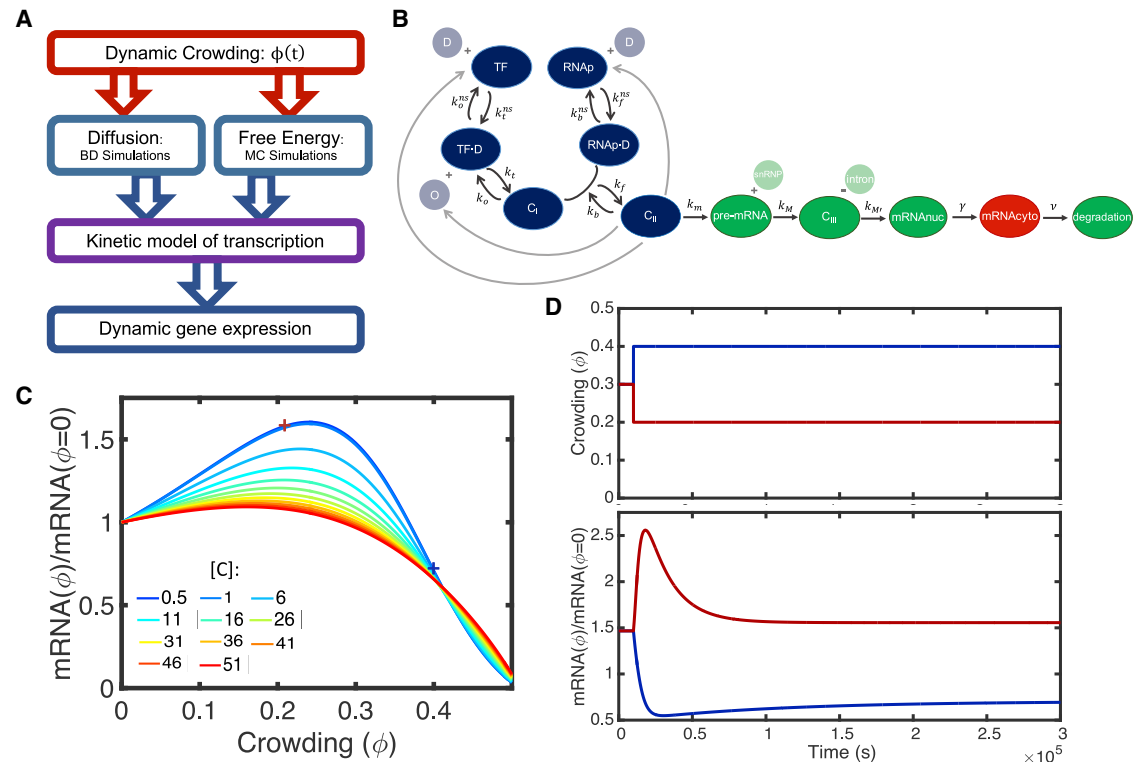 A
Dynamic Crowding: ϕ(t)
Diffusion:
BD Simulations
Free Energy:
MC Simulations
Kinetic model of transcription
Dynamic gene expression
B
D
+
TF
RNAp
+
D
k_o^ns
k_t^ns
k_b^ns
k_f^ns
TF·D
RNAp·D
+
O
k_t
k_o
C_I
k_f
k_b
C_II
k_m
pre-mRNA
+
snRNP
k_M
C_III
-
intron
k_M'
mRNAnuc
γ
mRNAcyto
ν
degradation
C
mRNA(ϕ)/mRNA(ϕ=0)
1.5
1
0.5
0
0 0.1 0.2 0.3 0.4
Crowding (ϕ)
[C]:
0.5 1 6
11 16 26
31 36 41
46 51
D
Crowding (ϕ)
0.5
0.4
0.3
0.2
0.1
0
mRNA(ϕ)/mRNA(ϕ=0)
2.5
2
1.5
1
0.5
0 0.5 1 1.5 2 2.5 3
Time (s)
×10^5